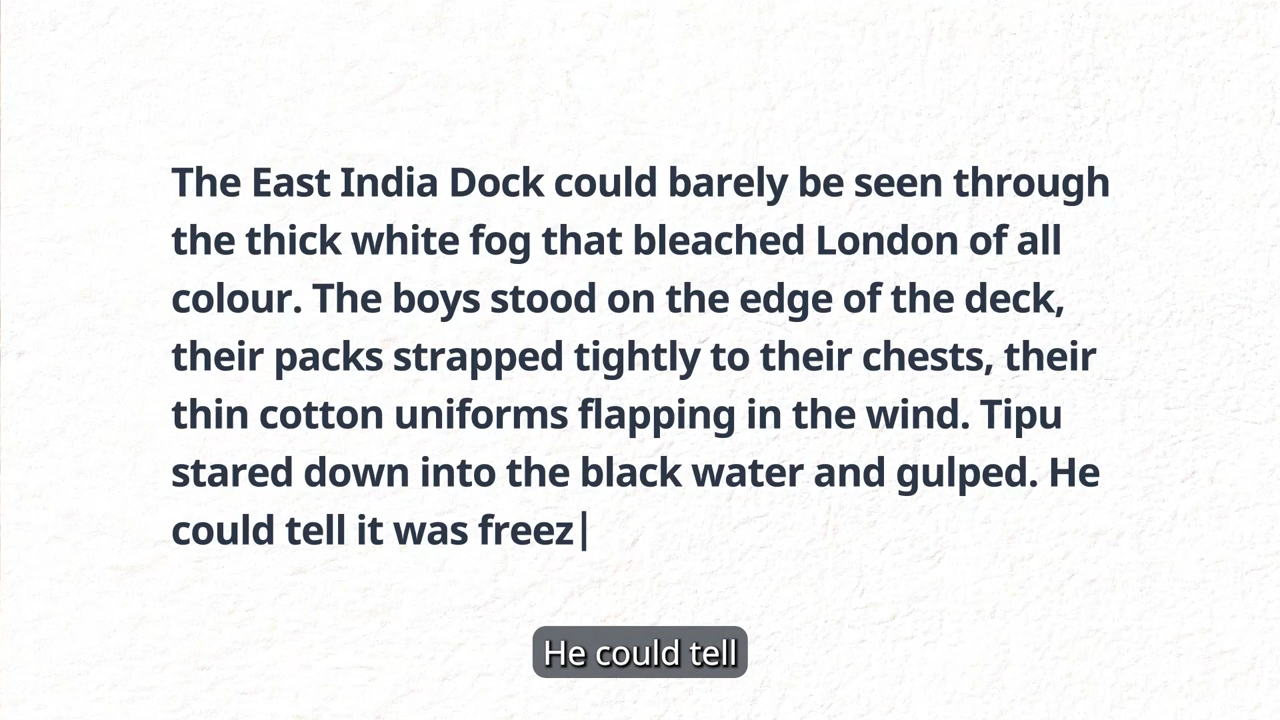 The East India Dock could barely be seen through
the thick white fog that bleached London of all
colour. The boys stood on the edge of the deck,
their packs strapped tightly to their chests, their
thin cotton uniforms flapping in the wind. Tipu
stared down into the black water and gulped. He
could tell it was freez
He could tell